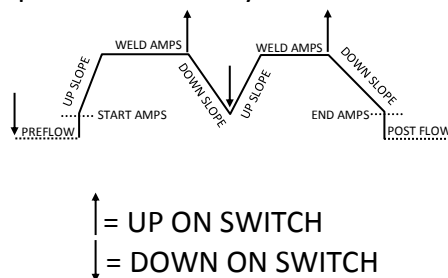 WELD AMPS
WELD AMPS
UP SLOPE
DOWN SLOPE
UP SLOPE
DOWN SLOPE
START AMPS
END AMPS
PREFLOW
POST FLOW
= UP ON SWITCH
= DOWN ON SWITCH